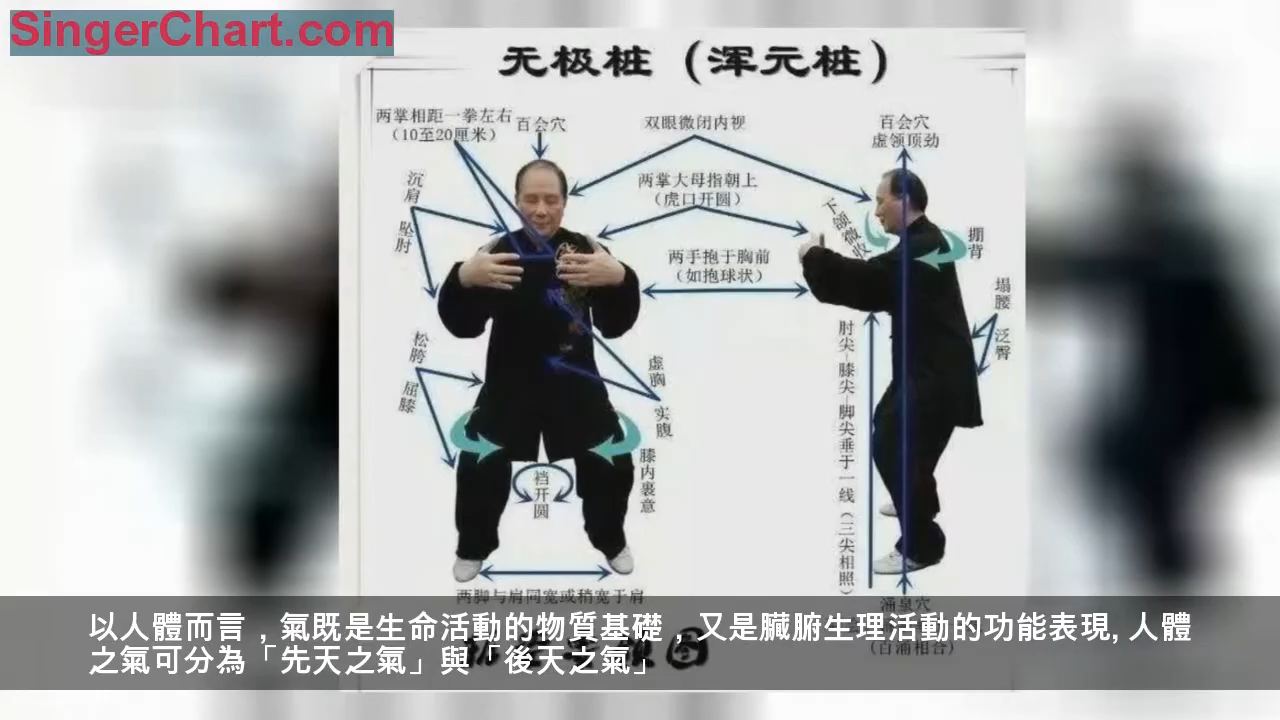 SingerChart.com
无极桩（浑元桩）
两掌相距一拳左右
（10至20厘米）
百会穴
双眼微闭内视
百会穴
虚领顶劲
沉肩
坠肘
两掌大母指朝上
（虎口开圆）
下颌微收
掤背
两手抱于胸前
（如抱球状）
塌腰
泛臀
松胯
屈膝
虚胸
实腹
膝内裹意
裆开圆
肘尖—膝尖—脚尖垂于一线（三尖相照）
两脚与肩同宽或稍宽于肩
涌泉穴
以人體而言，氣既是生命活動的物質基礎，又是臟腑生理活動的功能表現, 人體
之氣可分為「先天之氣」與「後天之氣」